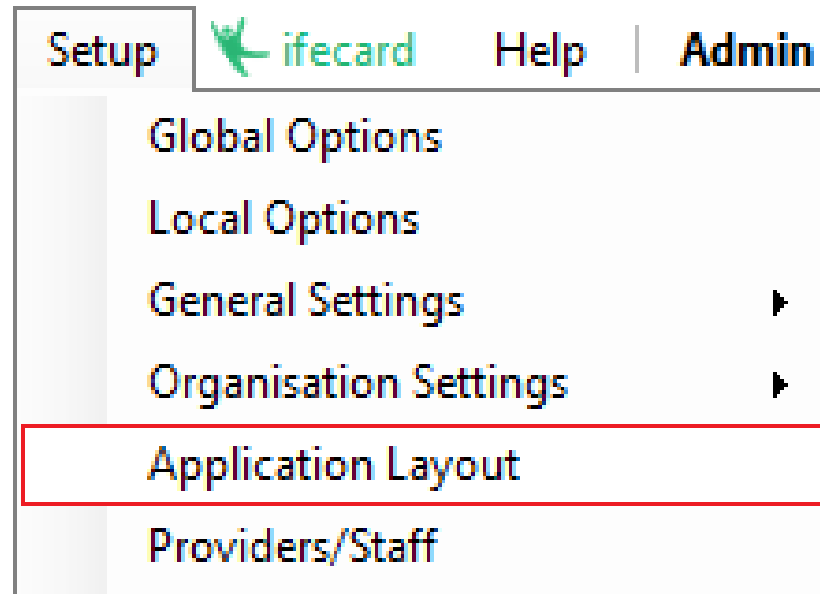 Setup ifecard Help Admin
Global Options
Local Options
General Settings
Organisation Settings
Application Layout
Providers/Staff